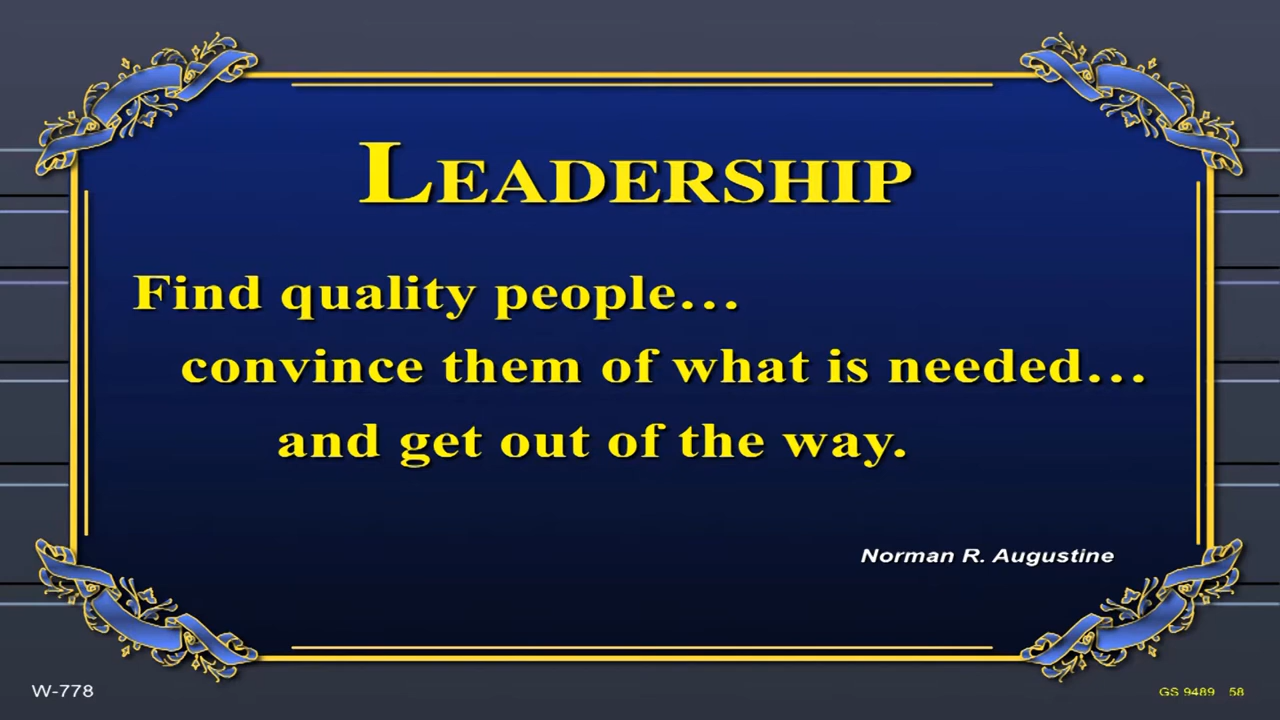 LEADERSHIP
Find quality people…
convince them of what is needed…
and get out of the way.
Norman R. Augustine
W-778
GS 9489 58